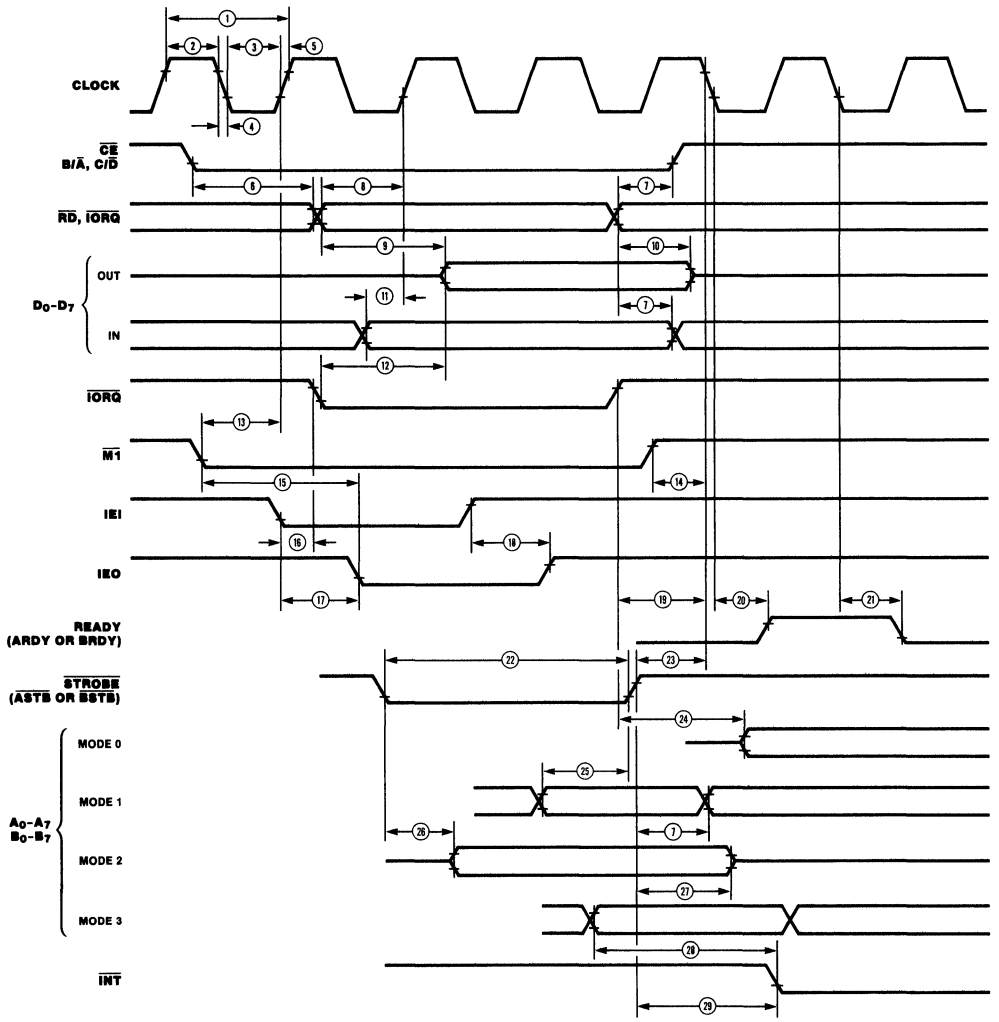 1
2 3 5
CLOCK
4
CE
B/A, C/D
6 8 7
RD, IORQ
9 10
OUT
D0-D7
11 7
IN
12
IORQ
13
M1
15 14
IEI
16 18
IEO
17 19 20 21
READY
(ARDY OR BRDY)
22 23
STROBE
(ASTB OR BSTB)
24
MODE 0
25
MODE 1
A0-A7
B0-B7
26 7
MODE 2
27
MODE 3
28
INT
29